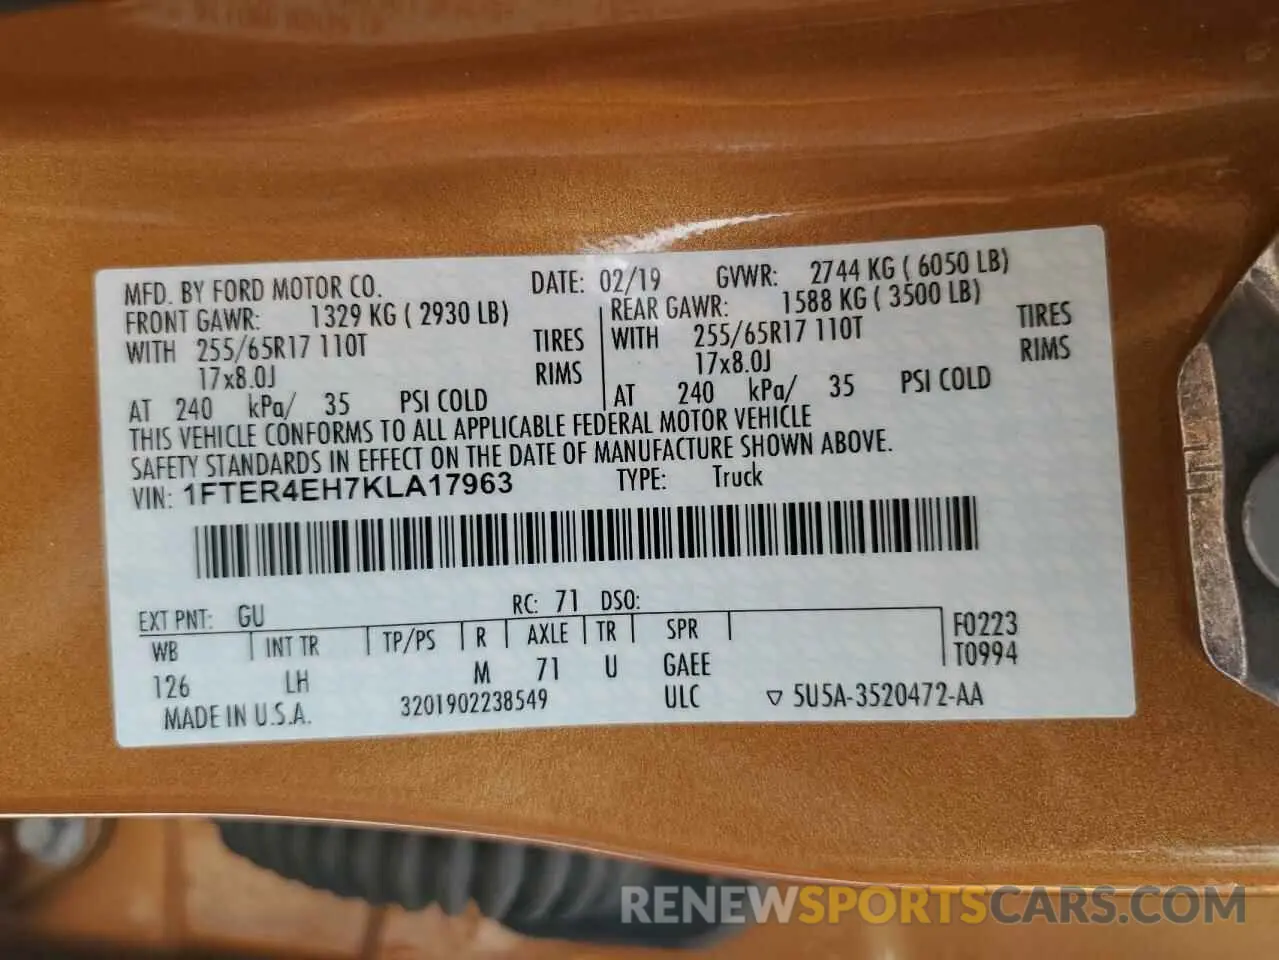 MFD. BY FORD MOTOR CO. DATE: 02/19 GVWR: 2744 KG ( 6050 LB)
FRONT GAWR: 1329 KG ( 2930 LB) REAR GAWR: 1588 KG ( 3500 LB)
WITH 255/65R17 110T TIRES WITH 255/65R17 110T TIRES
17x8.0J RIMS 17x8.0J RIMS
AT 240 kPa/ 35 PSI COLD AT 240 kPa/ 35 PSI COLD
THIS VEHICLE CONFORMS TO ALL APPLICABLE FEDERAL MOTOR VEHICLE
SAFETY STANDARDS IN EFFECT ON THE DATE OF MANUFACTURE SHOWN ABOVE.
VIN: 1FTER4EH7KLA17963 TYPE: Truck
EXT PNT: GU RC: 71 DSO:
WB INT TR TP/PS R AXLE TR SPR F0223
126 LH M 71 U GAEE T0994
MADE IN U.S.A. 3201902238549 ULC ▽ 5U5A-3520472-AA
RENEWSPORTSCARS.COM